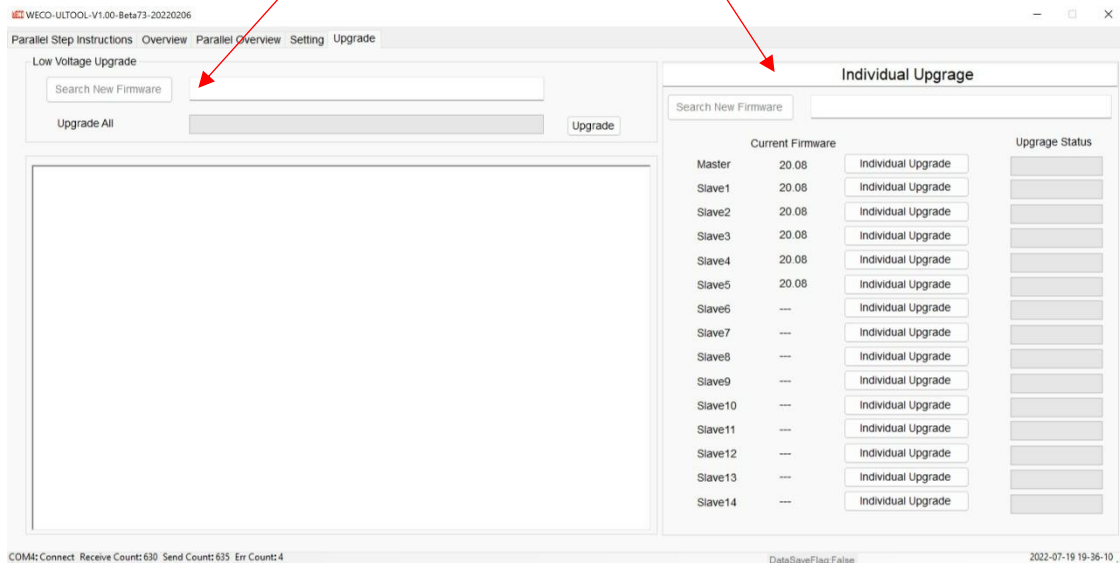 WECO WECO-ULTOOL-V1.00-Beta73-20220206
Parallel Step Instructions Overview Parallel Overview Setting Upgrade
Low Voltage Upgrade
Search New Firmware
Upgrade All
Upgrade
Individual Upgrage
Search New Firmware
Current Firmware Upgrage Status
Master 20.08 Individual Upgrade
Slave1 20.08 Individual Upgrade
Slave2 20.08 Individual Upgrade
Slave3 20.08 Individual Upgrade
Slave4 20.08 Individual Upgrade
Slave5 20.08 Individual Upgrade
Slave6 --- Individual Upgrade
Slave7 --- Individual Upgrade
Slave8 --- Individual Upgrade
Slave9 --- Individual Upgrade
Slave10 --- Individual Upgrade
Slave11 --- Individual Upgrade
Slave12 --- Individual Upgrade
Slave13 --- Individual Upgrade
Slave14 --- Individual Upgrade
COM4: Connect Receive Count: 630 Send Count: 635 Err Count: 4 DataSaveFlag:False 2022-07-19 19-36-10